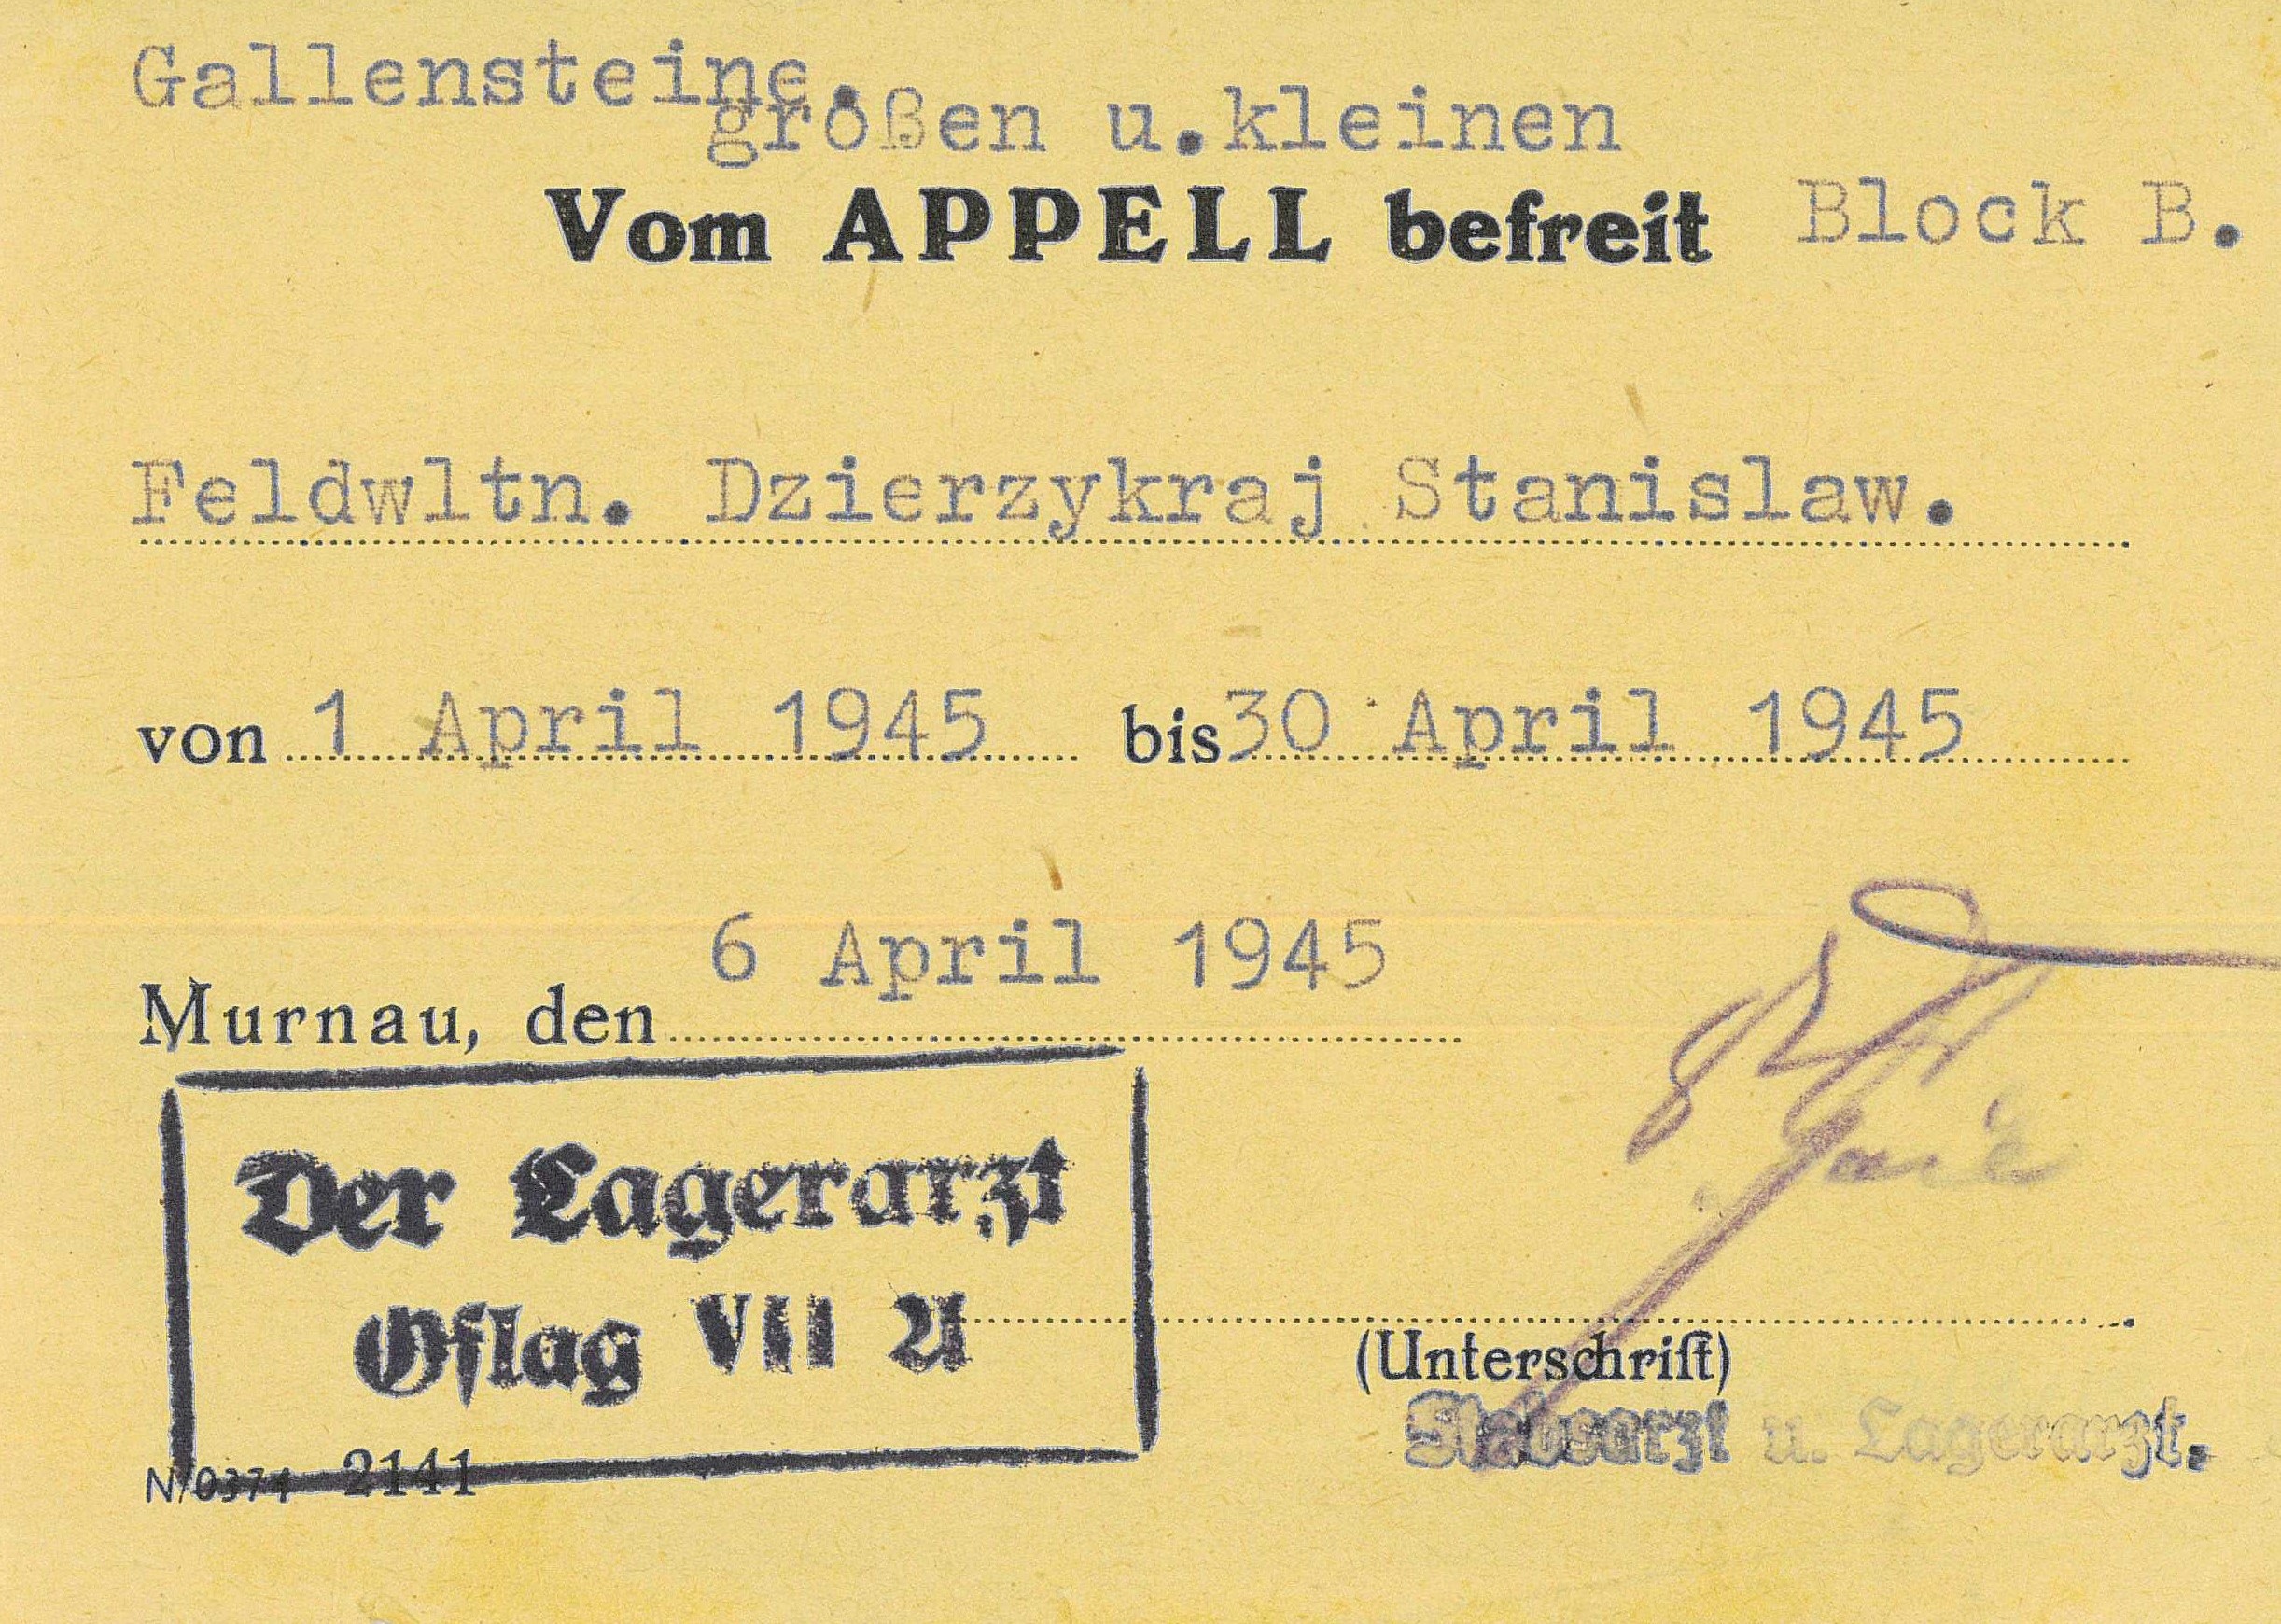 Gallensteine.
großen u.kleinen
Vom APPELL befreit Block B.
Feldwltn. Dzierzykraj Stanislaw.
von 1 April 1945 bis 30 April 1945
6 April 1945
Murnau, den
Der Lagerarzt
Oflag VII A
(Unterschrift)
Stabsarzt u. Lagerarzt.
N/0374 2141